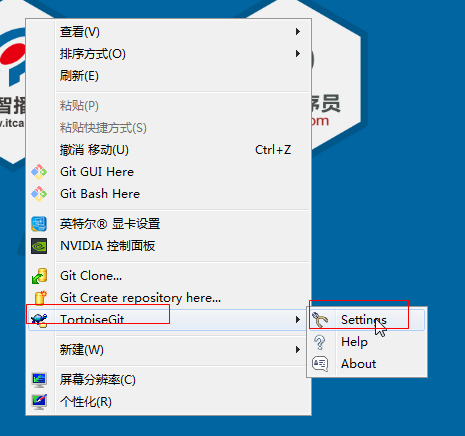 查看(V)
排序方式(O)
刷新(E)
粘贴(P)
粘贴快捷方式(S)
撤消 移动(U) Ctrl+Z
Git GUI Here
Git Bash Here
英特尔® 显卡设置
NVIDIA 控制面板
Git Clone...
Git Create repository here...
TortoiseGit
新建(W)
屏幕分辨率(C)
个性化(R)
Settings
Help
About
智播
w.itca
序员
com